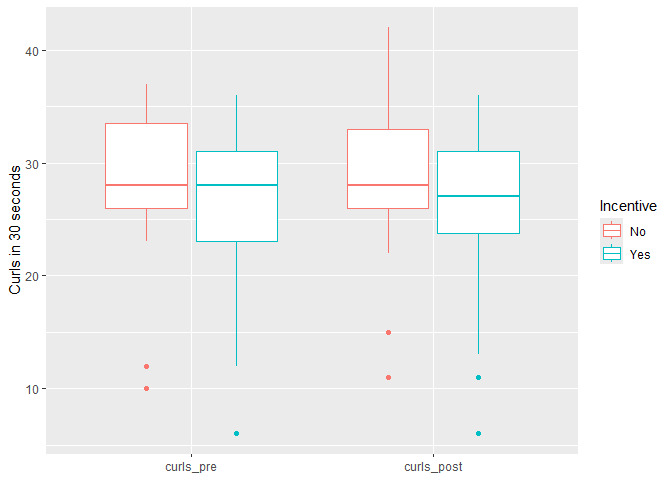 Curls in 30 seconds
40
30
20
10
curls_pre
curls_post
Incentive
No
Yes